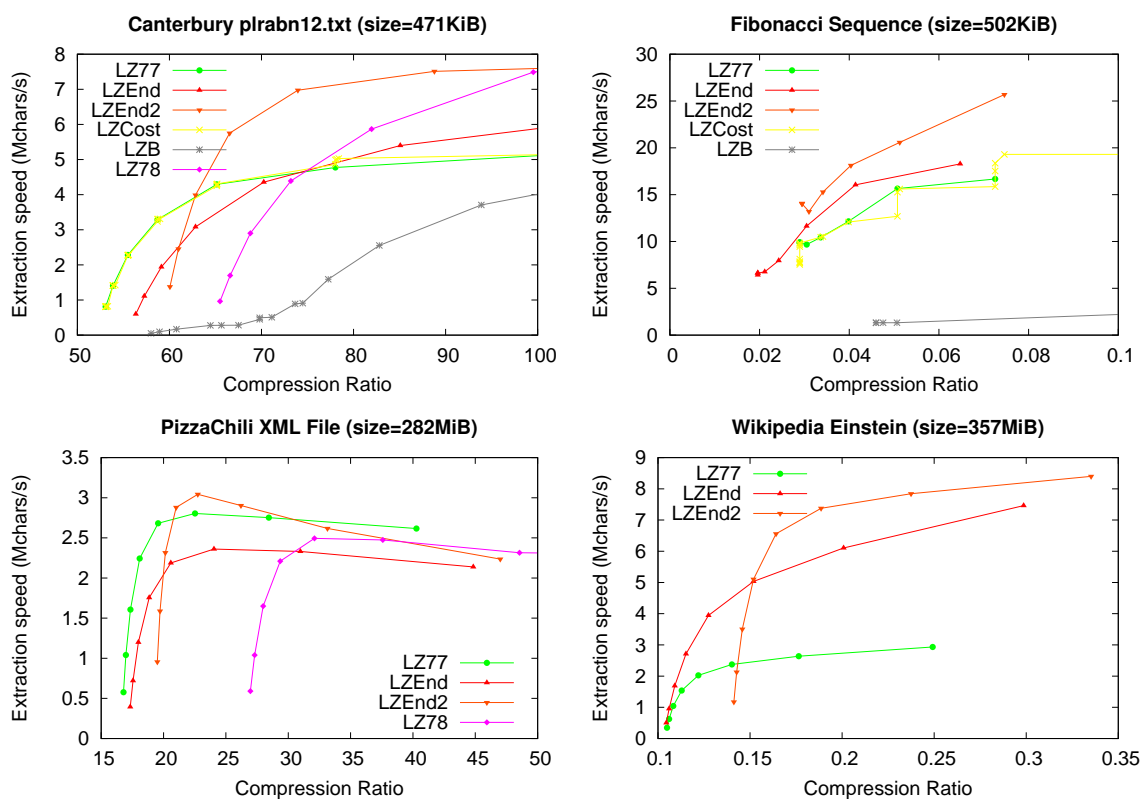 Canterbury plrabn12.txt (size=471KiB)
Extraction speed (Mchars/s)
8
7
6
5
4
3
2
1
0
LZ77
LZEnd
LZEnd2
LZCost
LZB
LZ78
50 60 70 80 90 100
Compression Ratio
Fibonacci Sequence (size=502KiB)
Extraction speed (Mchars/s)
30
25
20
15
10
5
0
LZ77
LZEnd
LZEnd2
LZCost
LZB
0 0.02 0.04 0.06 0.08 0.1
Compression Ratio
PizzaChili XML File (size=282MiB)
Extraction speed (Mchars/s)
3.5
3
2.5
2
1.5
1
0.5
0
LZ77
LZEnd
LZEnd2
LZ78
15 20 25 30 35 40 45 50
Compression Ratio
Wikipedia Einstein (size=357MiB)
Extraction speed (Mchars/s)
9
8
7
6
5
4
3
2
1
0
LZ77
LZEnd
LZEnd2
0.1 0.15 0.2 0.25 0.3 0.35
Compression Ratio